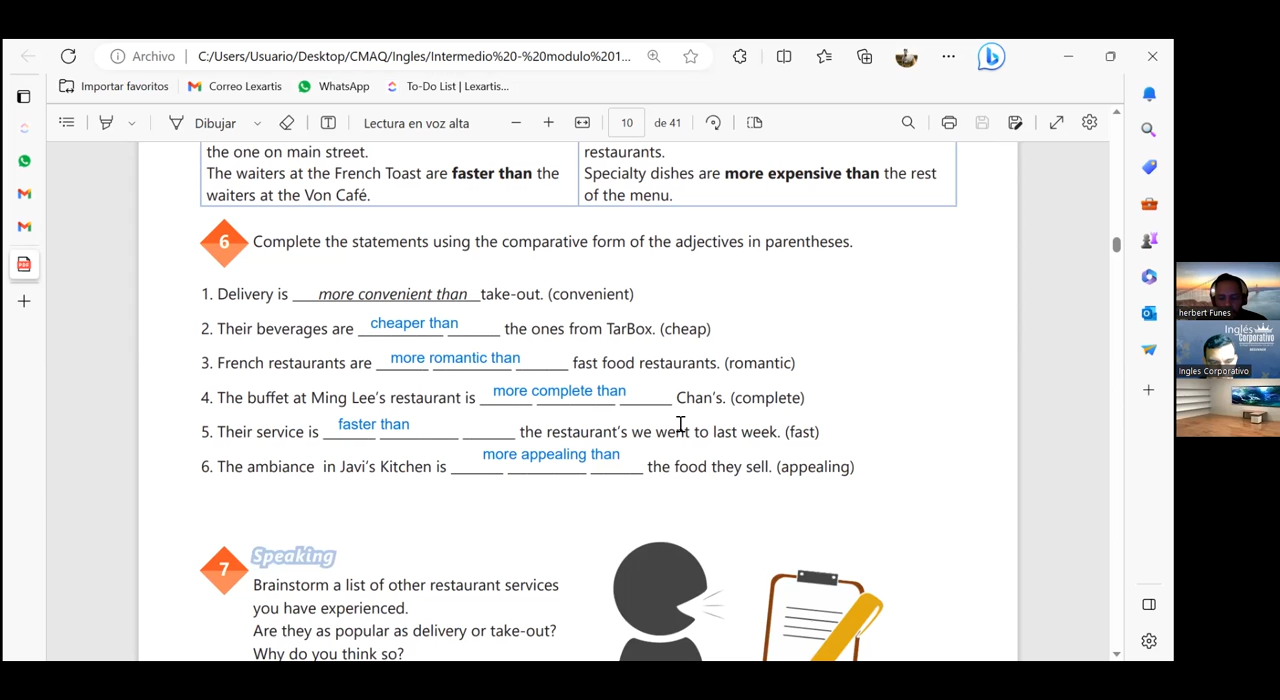 Archivo
C:/Users/Usuario/Desktop/CMAQ/Ingles/Intermedio%20-%20modulo%201...
Importar favoritos
Correo Lexartis
WhatsApp
To-Do List | Lexartis...
Dibujar
Lectura en voz alta
10 de 41
the one on main street.
The waiters at the French Toast are faster than the
waiters at the Von Café.
restaurants.
Specialty dishes are more expensive than the rest
of the menu.
6
Complete the statements using the comparative form of the adjectives in parentheses.
1. Delivery is ___more convenient than__take-out. (convenient)
2. Their beverages are cheaper than the ones from TarBox. (cheap)
3. French restaurants are more romantic than fast food restaurants. (romantic)
4. The buffet at Ming Lee's restaurant is more complete than Chan's. (complete)
5. Their service is faster than the restaurant's we went to last week. (fast)
6. The ambiance in Javi's Kitchen is more appealing than the food they sell. (appealing)
7
Speaking
Brainstorm a list of other restaurant services
you have experienced.
Are they as popular as delivery or take-out?
Why do you think so?
herbert Funes
Inglés
Corporativo
Ingles Corporativo